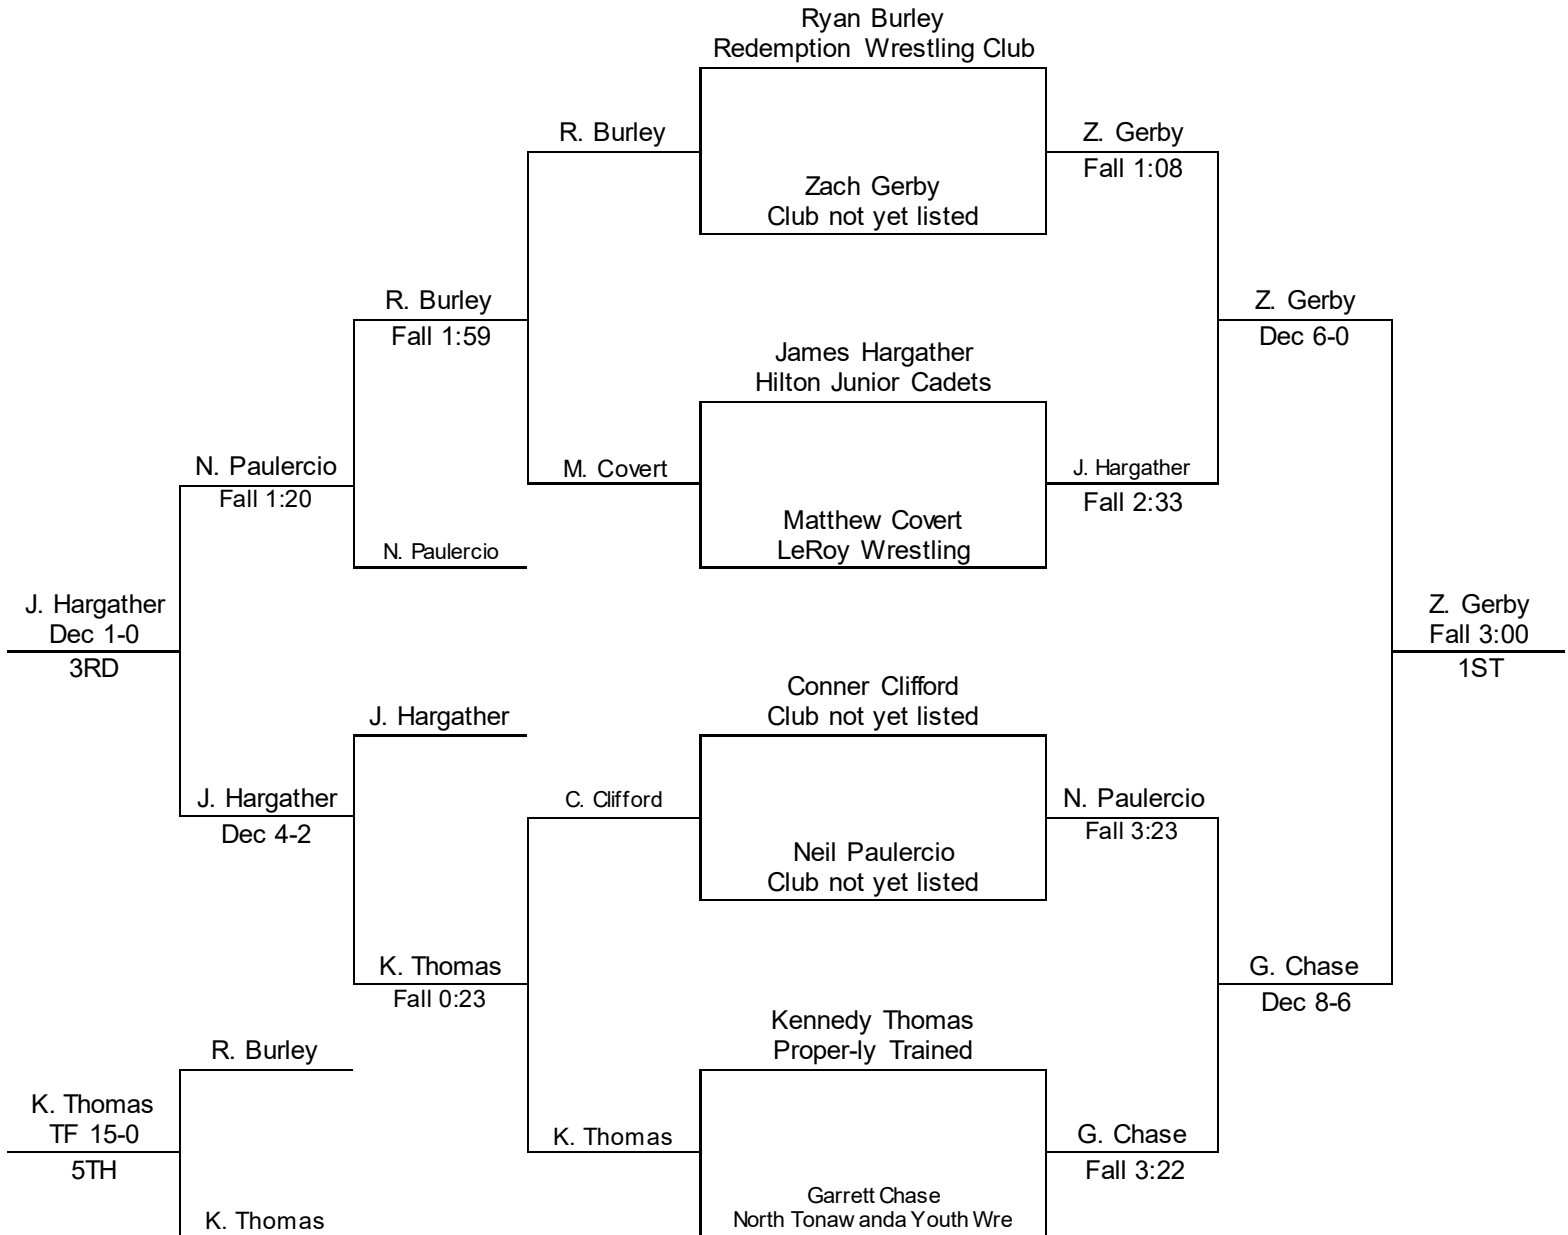 Ryan Burley
Redemption Wrestling Club
R. Burley
Z. Gerby
Fall 1:08
Zach Gerby
Club not yet listed
R. Burley
Fall 1:59
Z. Gerby
Dec 6-0
James Hargather
Hilton Junior Cadets
N. Paulercio
Fall 1:20
M. Covert
J. Hargather
Fall 2:33
Matthew Covert
LeRoy Wrestling
N. Paulercio
J. Hargather
Dec 1-0
3RD
Z. Gerby
Fall 3:00
1ST
Conner Clifford
Club not yet listed
J. Hargather
J. Hargather
Dec 4-2
C. Clifford
N. Paulercio
Fall 3:23
Neil Paulercio
Club not yet listed
K. Thomas
Fall 0:23
G. Chase
Dec 8-6
Kennedy Thomas
Proper-ly Trained
R. Burley
K. Thomas
TF 15-0
5TH
K. Thomas
G. Chase
Fall 3:22
Garrett Chase
North Tonawanda Youth Wre
K. Thomas